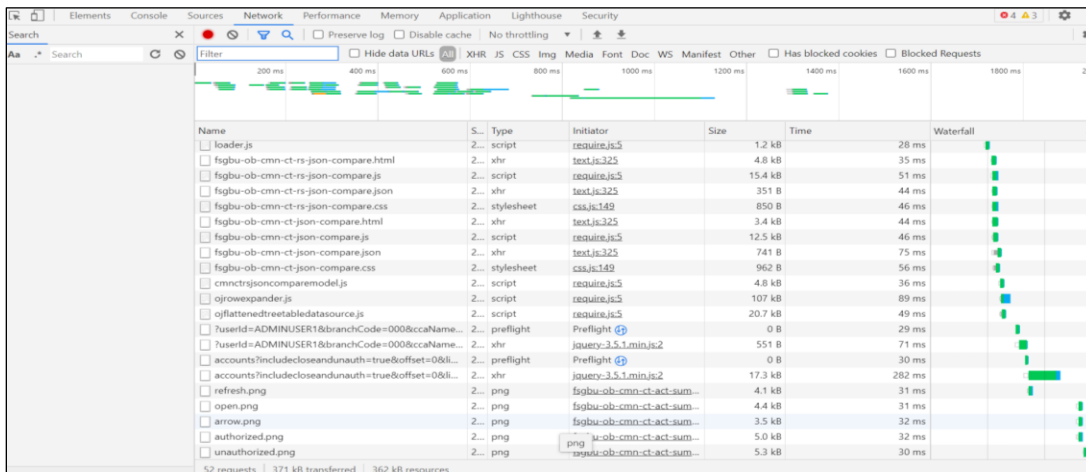 Elements Console Sources Network Performance Memory Application Lighthouse Security 4 3
Search
Preserve log Disable cache No throttling
Aa .* Search
Filter Hide data URLs All XHR JS CSS Img Media Font Doc WS Manifest Other Has blocked cookies Blocked Requests
200 ms 400 ms 600 ms 800 ms 1000 ms 1200 ms 1400 ms 1600 ms 1800 ms
Name S... Type Initiator Size Time Waterfall
loader.js 2... script require.js:5 1.2 kB 28 ms
fsgbu-ob-cmn-ct-rs-json-compare.html 2... xhr text.js:325 4.8 kB 35 ms
fsgbu-ob-cmn-ct-rs-json-compare.js 2... script require.js:5 15.4 kB 51 ms
fsgbu-ob-cmn-ct-rs-json-compare.json 2... xhr text.js:325 351 B 44 ms
fsgbu-ob-cmn-ct-rs-json-compare.css 2... stylesheet css.js:149 850 B 46 ms
fsgbu-ob-cmn-ct-json-compare.html 2... xhr text.js:325 3.4 kB 44 ms
fsgbu-ob-cmn-ct-json-compare.js 2... script require.js:5 12.5 kB 46 ms
fsgbu-ob-cmn-ct-json-compare.json 2... xhr text.js:325 741 B 75 ms
fsgbu-ob-cmn-ct-json-compare.css 2... stylesheet css.js:149 962 B 56 ms
cmnctrsjsoncomparemodel.js 2... script require.js:5 4.8 kB 36 ms
ojrowexpander.js 2... script require.js:5 107 kB 89 ms
ojflattenedtreetabledatasource.js 2... script require.js:5 20.7 kB 49 ms
?userId=ADMINUSER1&branchCode=000&ccaName... 2... preflight Preflight 0 B 29 ms
?userId=ADMINUSER1&branchCode=000&ccaName... 2... xhr jquery-3.5.1.min.js:2 551 B 71 ms
accounts?includecloseandunauth=true&offset=0&li... 2... preflight Preflight 0 B 30 ms
accounts?includecloseandunauth=true&offset=0&li... 2... xhr jquery-3.5.1.min.js:2 17.3 kB 282 ms
refresh.png 2... png fsgbu-ob-cmn-ct-act-sum... 4.1 kB 31 ms
open.png 2... png fsgbu-ob-cmn-ct-act-sum... 4.4 kB 31 ms
arrow.png 2... png fsgbu-ob-cmn-ct-act-sum... 3.5 kB 32 ms
authorized.png 2... png -ob-cmn-ct-act-sum... 5.0 kB 32 ms
png
unauthorized.png 2... png fsgbu-ob-cmn-ct-act-sum... 5.3 kB 30 ms
52 requests 371 kB transferred 362 kB resources